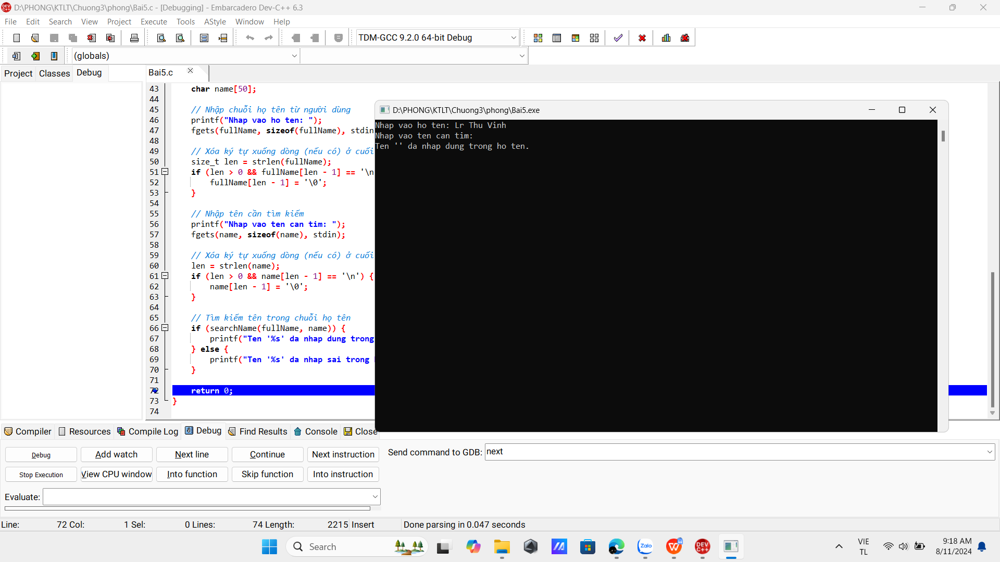 D:\PHONG\KTLT\Chuong3\phong\Bai5.c - [Debugging] - Embarcadero Dev-C++ 6.3
File Edit Search View Project Execute Tools AStyle Window Help
TDM-GCC 9.2.0 64-bit Debug
(globals)
Project Classes Debug
Bai5.c
43 char name[50];
44
45 // Nhập chuỗi họ tên từ người dùng
46 printf("Nhap vao ho ten: ");
47 fgets(fullName, sizeof(fullName), stdin
48
49 // Xóa ký tự xuống dòng (nếu có) ở cuối
50 size_t len = strlen(fullName);
51 if (len > 0 && fullName[len - 1] == '\n
52 fullName[len - 1] = '\0';
53 }
54
55 // Nhập tên cần tìm kiếm
56 printf("Nhap vao ten can tim: ");
57 fgets(name, sizeof(name), stdin);
58
59 // Xóa ký tự xuống dòng (nếu có) ở cuối
60 len = strlen(name);
61 if (len > 0 && name[len - 1] == '\n') {
62 name[len - 1] = '\0';
63 }
64
65 // Tìm kiếm tên trong chuỗi họ tên
66 if (searchName(fullName, name)) {
67 printf("Ten '%s' da nhap dung trong
68 } else {
69 printf("Ten '%s' da nhap sai trong
70 }
71
72 return 0;
73 }
74
D:\PHONG\KTLT\Chuong3\phong\Bai5.exe
Nhap vao ho ten: Lr Thu Vinh
Nhap vao ten can tim:
Ten '' da nhap dung trong ho ten.
Compiler Resources Compile Log Debug Find Results Console Close
Debug Add watch Next line Continue Next instruction
Send command to GDB: next
Stop Execution View CPU window Into function Skip function Into instruction
Evaluate:
Line: 72 Col: 1 Sel: 0 Lines: 74 Length: 2215 Insert Done parsing in 0.047 seconds
Search
Zalo
DEV C++
VIE
TL
9:18 AM
8/11/2024